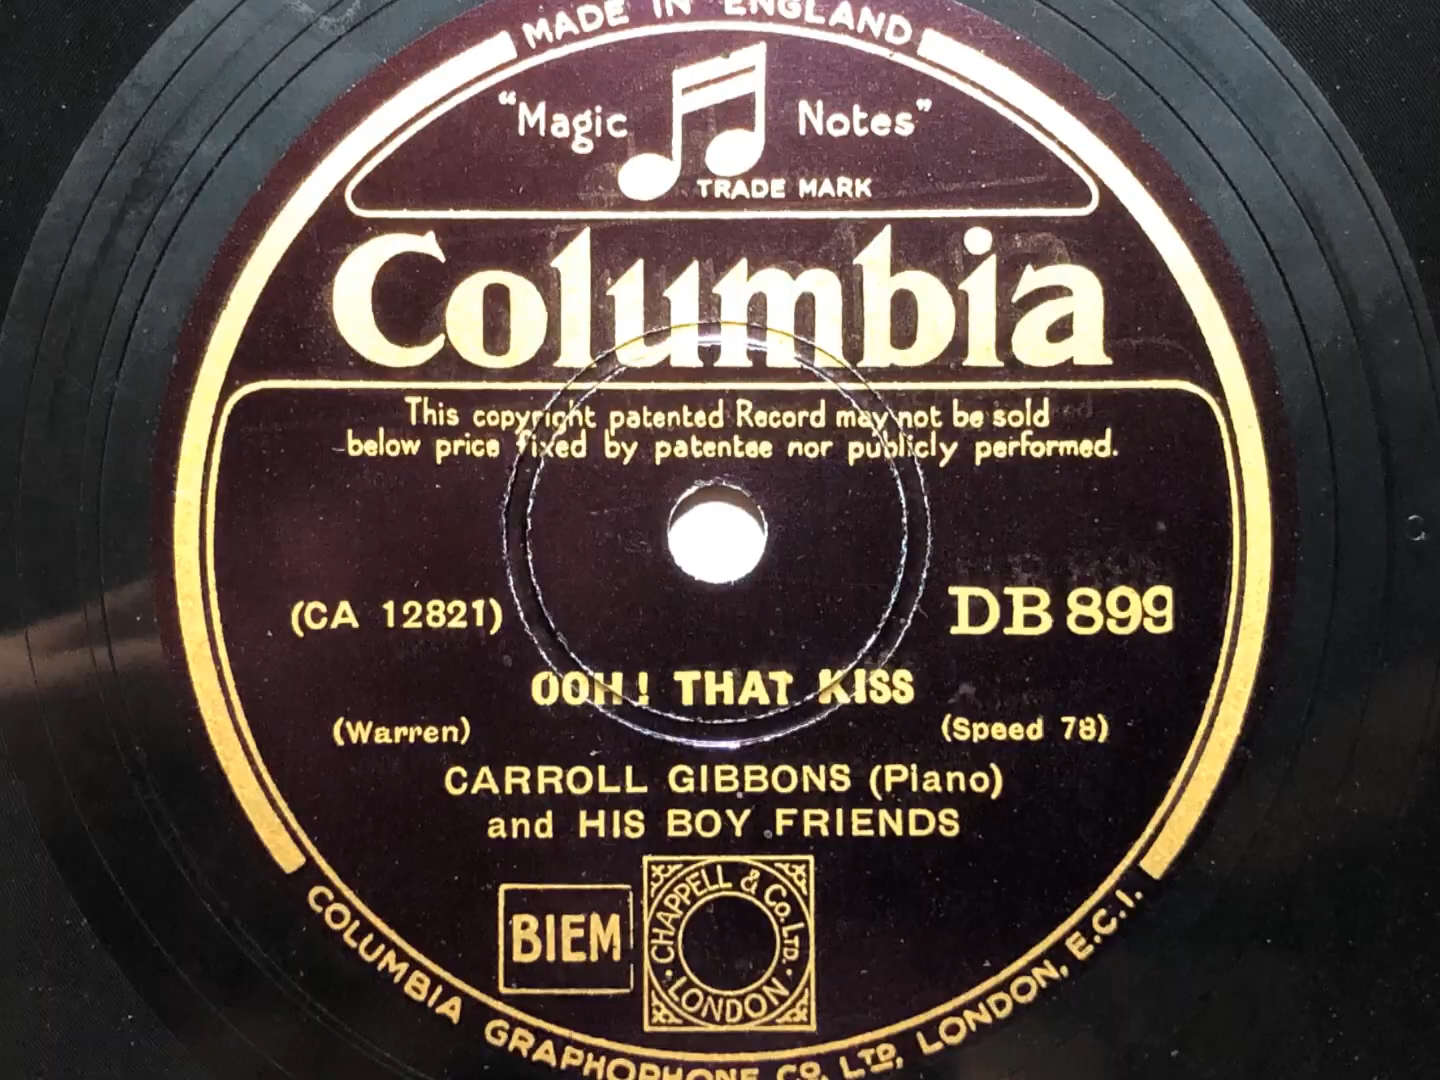 MADE IN ENGLAND
"Magic Notes"
TRADE MARK
Columbia
This copyright patented Record may not be sold
below price fixed by patentee nor publicly performed.
(CA 12821)
DB 899
OOH! THAT KISS
(Warren)
(Speed 78)
CARROLL GIBBONS (Piano)
and HIS BOY FRIENDS
BIEM
CHAPPELL & Co. LTD.
· LONDON ·
COLUMBIA GRAPHOPHONE CO. LTD, LONDON, E.C.I.